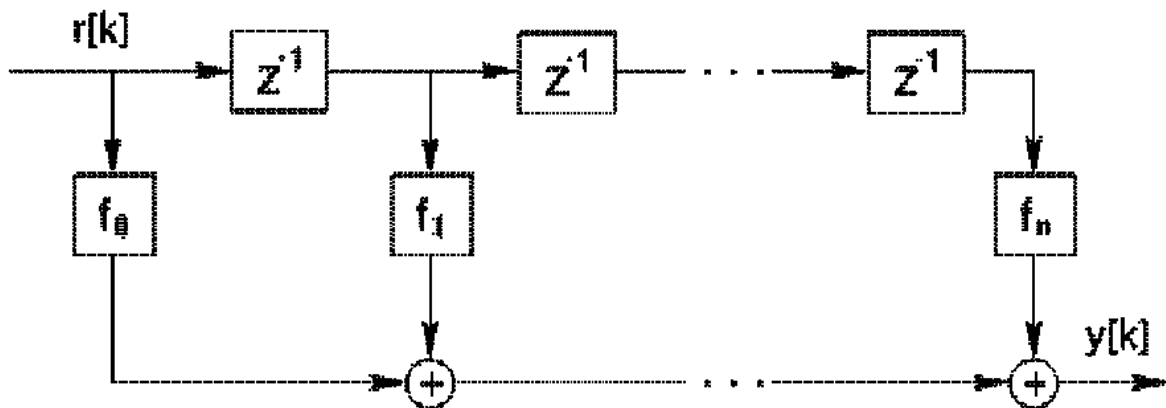 r[k]
Z⁻¹ Z⁻¹ . . . Z⁻¹
f₀ f₁ fₙ
y[k]
+ . . . +